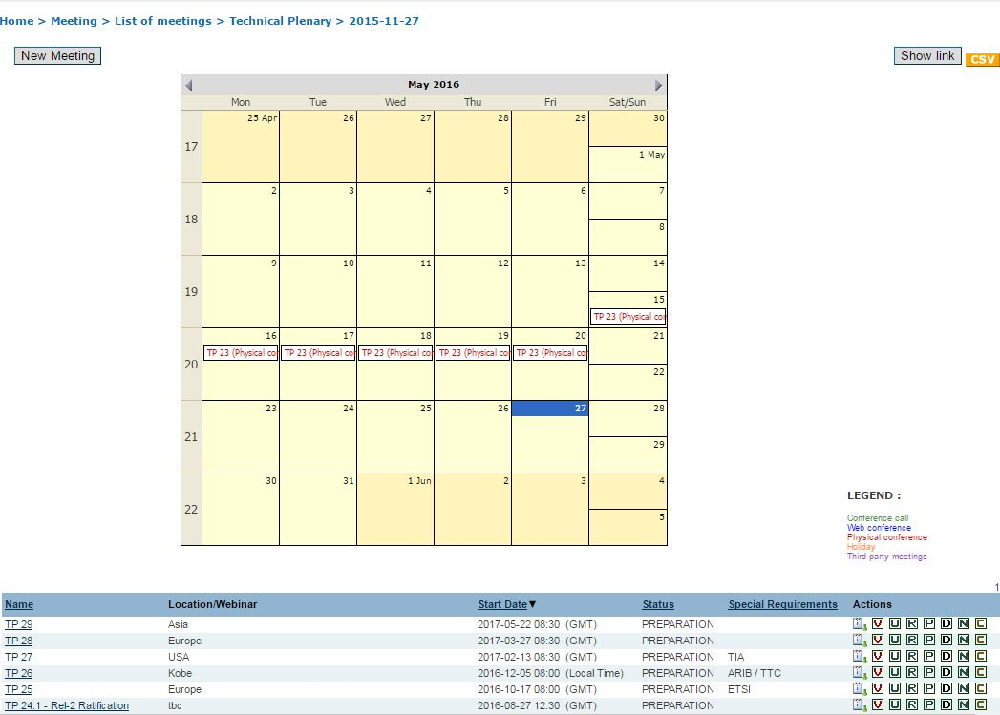 Home > Meeting > List of meetings > Technical Plenary > 2015-11-27
New Meeting
Show link
CSV
May 2016
Mon Tue Wed Thu Fri Sat/Sun
17 25 Apr 26 27 28 29 30
1 May
18 2 3 4 5 6 7
8
19 9 10 11 12 13 14
15
TP 23 (Physical con
20 16 17 18 19 20 21
TP 23 (Physical con TP 23 (Physical con TP 23 (Physical con TP 23 (Physical con TP 23 (Physical con
22
21 23 24 25 26 27 28
29
22 30 31 1 Jun 2 3 4
5
LEGEND :
Conference call
Web conference
Physical conference
Holiday
Third-party meetings
1
Name Location/Webinar Start Date▼ Status Special Requirements Actions
TP 29 Asia 2017-05-22 08:30 (GMT) PREPARATION V U R P D N C
TP 28 Europe 2017-03-27 08:30 (GMT) PREPARATION V U R P D N C
TP 27 USA 2017-02-13 08:30 (GMT) PREPARATION TIA V U R P D N C
TP 26 Kobe 2016-12-05 08:00 (Local Time) PREPARATION ARIB / TTC V U R P D N C
TP 25 Europe 2016-10-17 08:00 (GMT) PREPARATION ETSI V U R P D N C
TP 24.1 - Rel-2 Ratification tbc 2016-08-27 12:30 (GMT) PREPARATION V U R P D N C